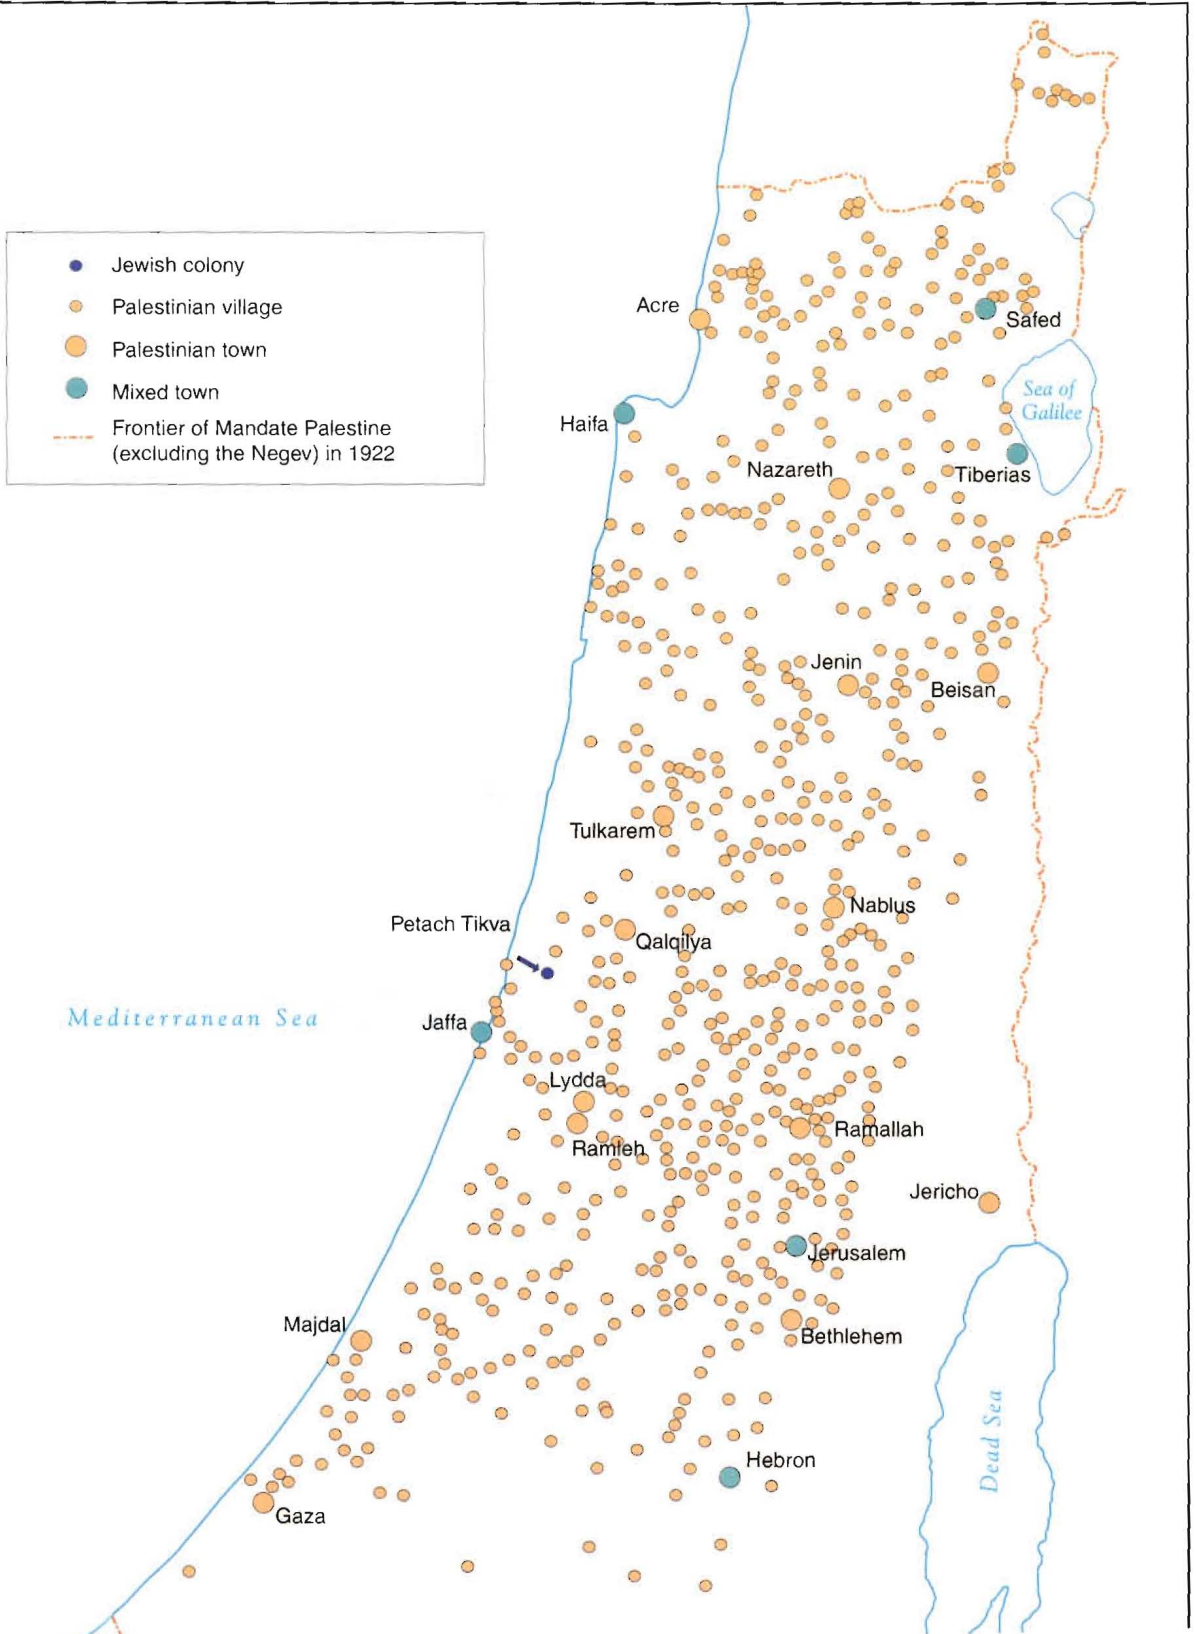 Jewish colony
Palestinian village
Palestinian town
Mixed town
Frontier of Mandate Palestine
(excluding the Negev) in 1922
Acre
Safed
Sea of
Galilee
Haifa
Nazareth
Tiberias
Jenin
Beisan
Tulkarem
Nablus
Petach Tikva
Qalqilya
Mediterranean Sea
Jaffa
Lydda
Ramallah
Ramleh
Jericho
Jerusalem
Majdal
Bethlehem
Dead Sea
Hebron
Gaza